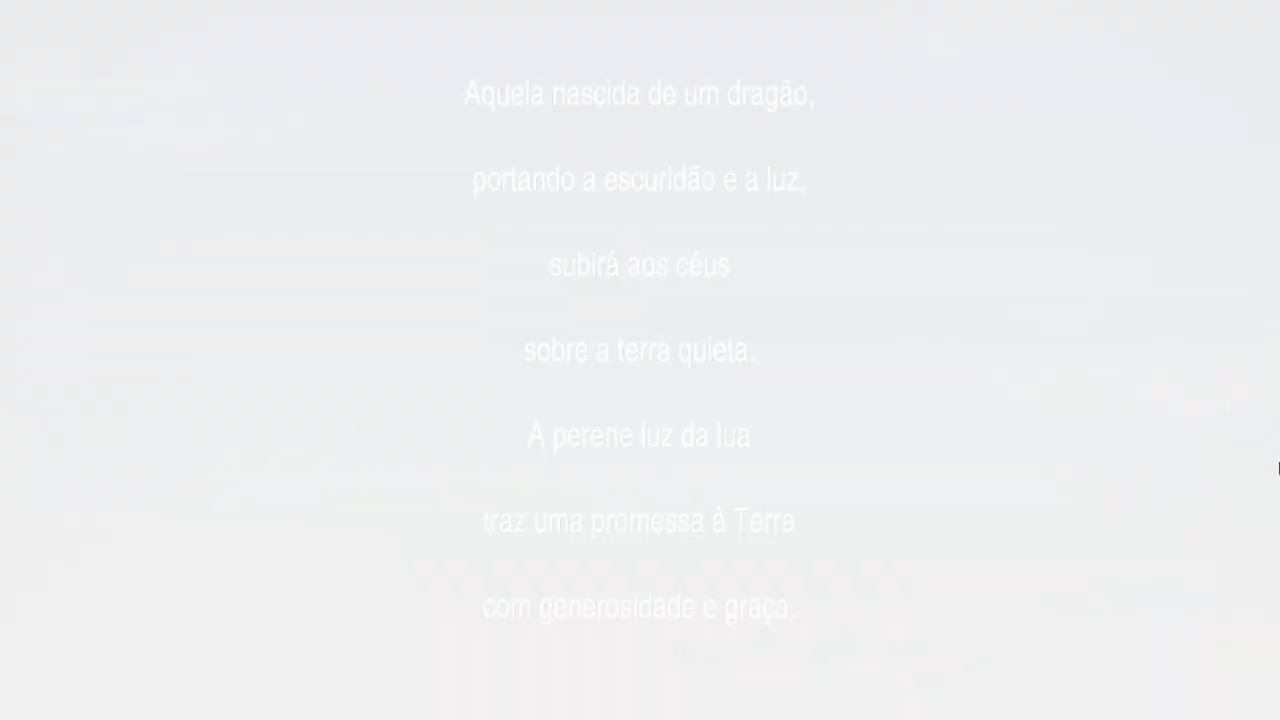 Aquela nascida de um dragão,
portando a escuridão e a luz,
subirá aos céus
sobre a terra quieta.
A perene luz da lua
traz uma promessa à Terra
com generosidade e graça.